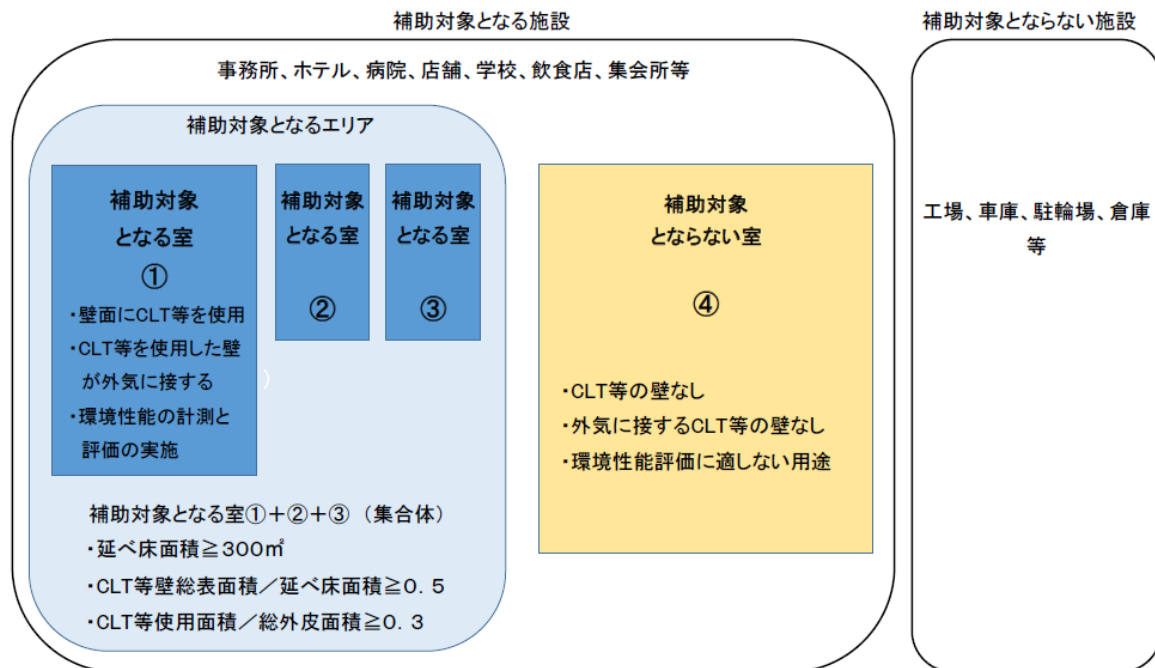 補助対象となる施設
事務所、ホテル、病院、店舗、学校、飲食店、集会所等
補助対象となるエリア
補助対象
となる室
①
・壁面にCLT等を使用
・CLT等を使用した壁
が外気に接する
・環境性能の計測と
評価の実施
補助対象
となる室
②
補助対象
となる室
③
)
補助対象となる室①＋②＋③（集合体）
・延べ床面積≧300㎡
・CLT等壁総表面積／延べ床面積≧0．5
・CLT等使用面積／総外皮面積≧0．3
補助対象
とならない室
④
・CLT等の壁なし
・外気に接するCLT等の壁なし
・環境性能評価に適しない用途
補助対象とならない施設
工場、車庫、駐輪場、倉庫
等